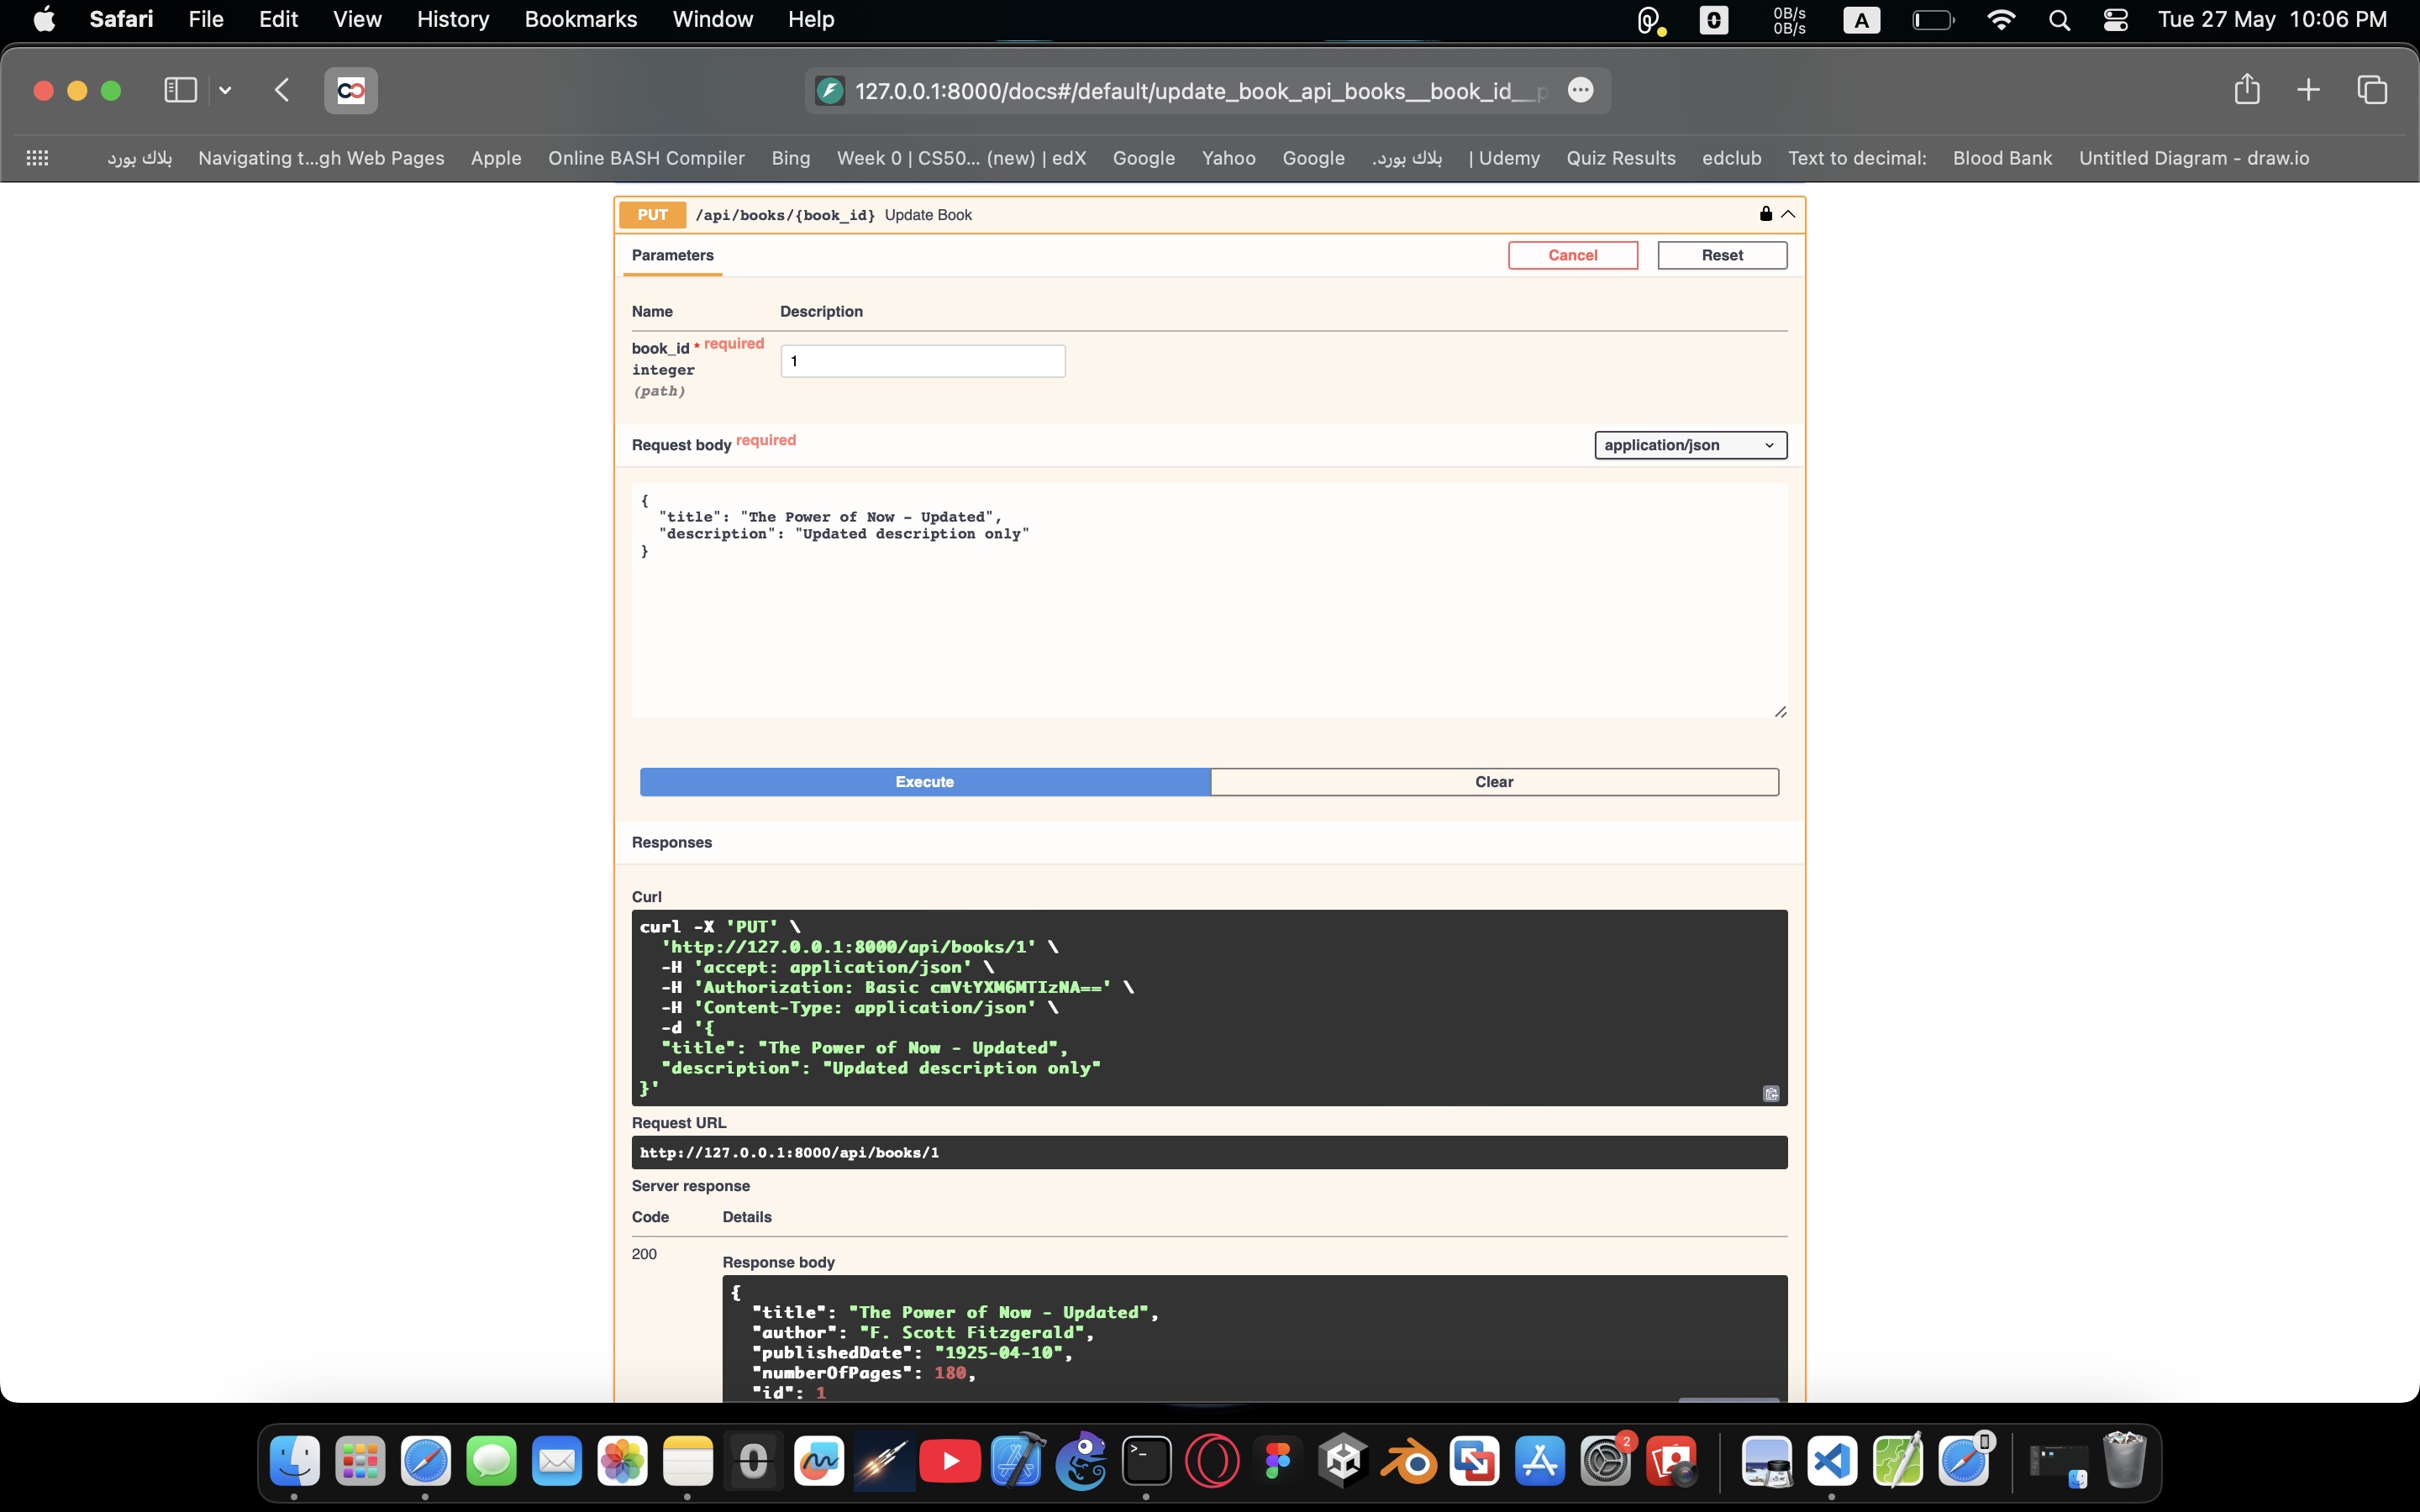 Safari File Edit View History Bookmarks Window Help 0B/s 0B/s A Tue 27 May 10:06 PM
127.0.0.1:8000/docs#/default/update_book_api_books__book_id__p
بلاك بورد Navigating t...gh Web Pages Apple Online BASH Compiler Bing Week 0 | CS50... (new) | edX Google Yahoo Google بلاك بورد. | Udemy Quiz Results edclub Text to decimal: Blood Bank Untitled Diagram - draw.io
PUT /api/books/{book_id} Update Book
Parameters Cancel Reset
Name Description
book_id * required 1
integer
(path)
Request body required application/json
{
"title": "The Power of Now - Updated",
"description": "Updated description only"
}
Execute Clear
Responses
Curl
curl -X 'PUT' \
'http://127.0.0.1:8000/api/books/1' \
-H 'accept: application/json' \
-H 'Authorization: Basic cmVtYXM6MTIzNA==' \
-H 'Content-Type: application/json' \
-d '{
"title": "The Power of Now - Updated",
"description": "Updated description only"
}'
Request URL
http://127.0.0.1:8000/api/books/1
Server response
Code Details
200
Response body
{
"title": "The Power of Now - Updated",
"author": "F. Scott Fitzgerald",
"publishedDate": "1925-04-10",
"numberOfPages": 180,
"id": 1
2